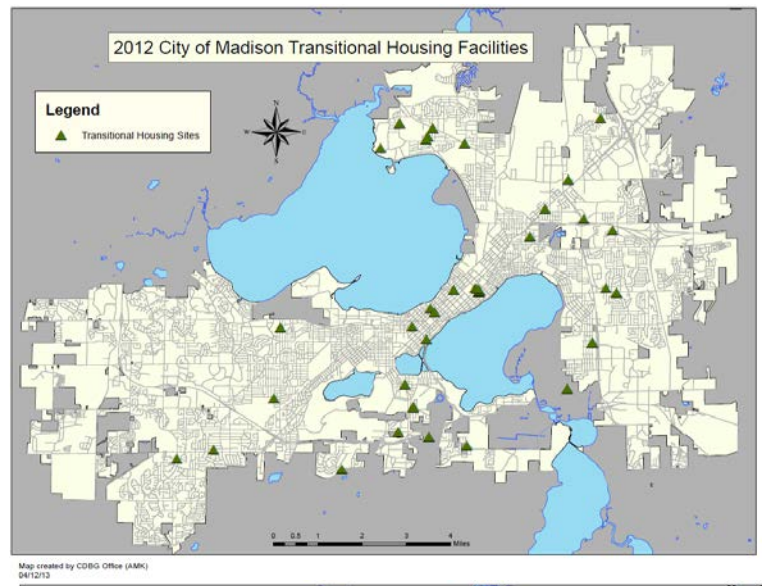 2012 City of Madison Transitional Housing Facilities
Legend
Transitional Housing Sites
N
W
E
S
0 0.5 1 2 3 4
Miles
Map created by CDBG Office (AMK)
04/12/13